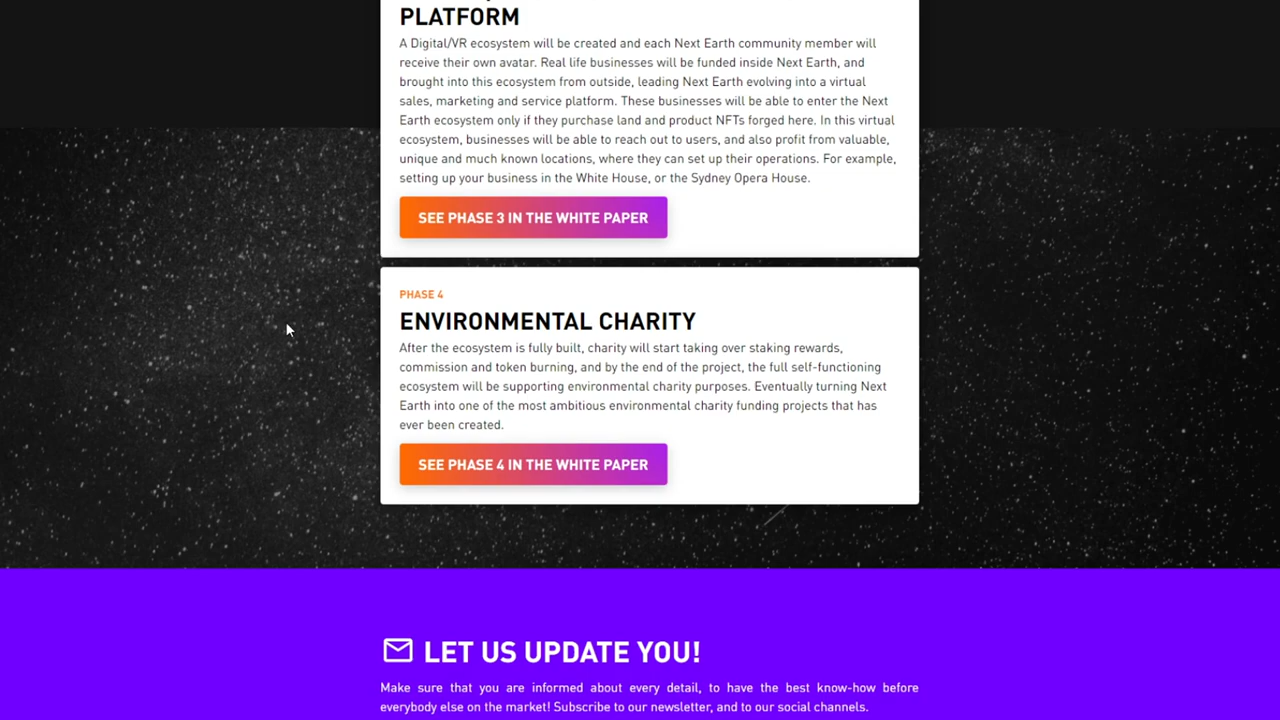 PLATFORM
A Digital/VR ecosystem will be created and each Next Earth community member will
receive their own avatar. Real life businesses will be funded inside Next Earth, and
brought into this ecosystem from outside, leading Next Earth evolving into a virtual
sales, marketing and service platform. These businesses will be able to enter the Next
Earth ecosystem only if they purchase land and product NFTs forged here. In this virtual
ecosystem, businesses will be able to reach out to users, and also profit from valuable,
unique and much known locations, where they can set up their operations. For example,
setting up your business in the White House, or the Sydney Opera House.
SEE PHASE 3 IN THE WHITE PAPER
PHASE 4
ENVIRONMENTAL CHARITY
After the ecosystem is fully built, charity will start taking over staking rewards,
commission and token burning, and by the end of the project, the full self-functioning
ecosystem will be supporting environmental charity purposes. Eventually turning Next
Earth into one of the most ambitious environmental charity funding projects that has
ever been created.
SEE PHASE 4 IN THE WHITE PAPER
LET US UPDATE YOU!
Make sure that you are informed about every detail, to have the best know-how before
everybody else on the market! Subscribe to our newsletter, and to our social channels.